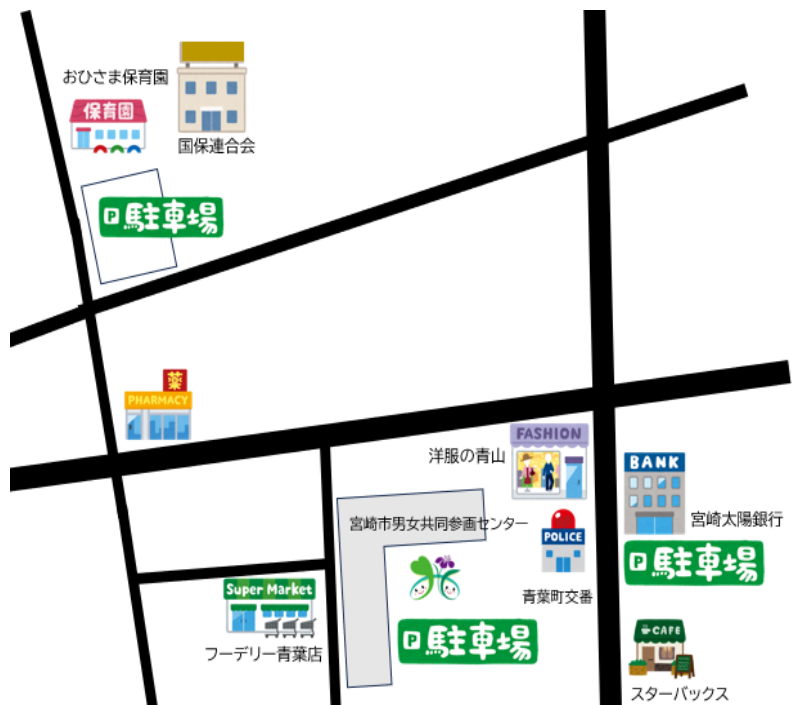 おひさま保育園
保育園
国保連合会
P駐車場
薬
PHARMACY
FASHION
洋服の青山
BANK
宮崎市男女共同参画センター
宮崎太陽銀行
POLICE
P駐車場
青葉町交番
Super Market
フーデリー青葉店
P駐車場
CAFE
スターバックス